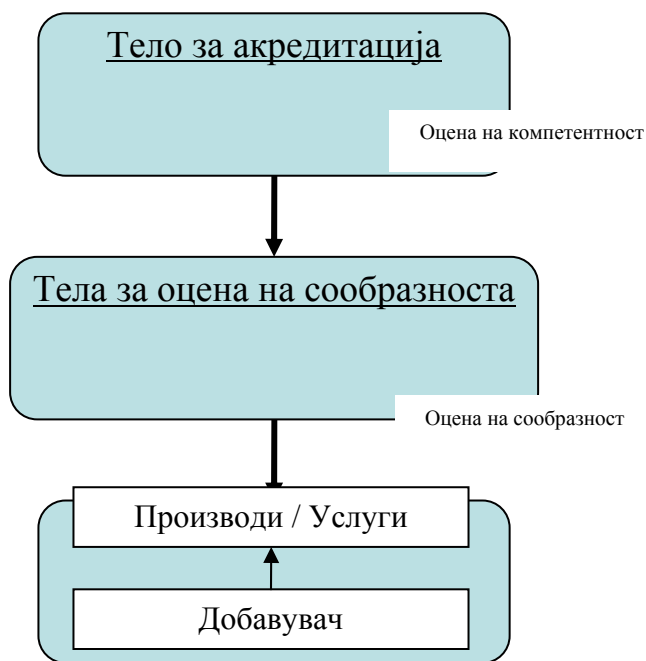 Тело за акредитација
Оцена на компетентност
Тела за оцена на сообразноста
Оцена на сообразност
Производи / Услуги
Добавувач